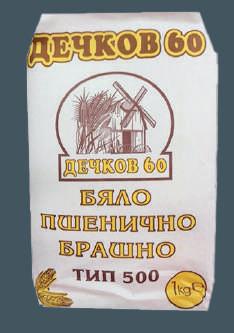 ДЕЧКОВ 60
ДЕЧКОВ 60
БЯЛО
ПШЕНИЧНО
БРАШНО
ТИП 500
1kg e